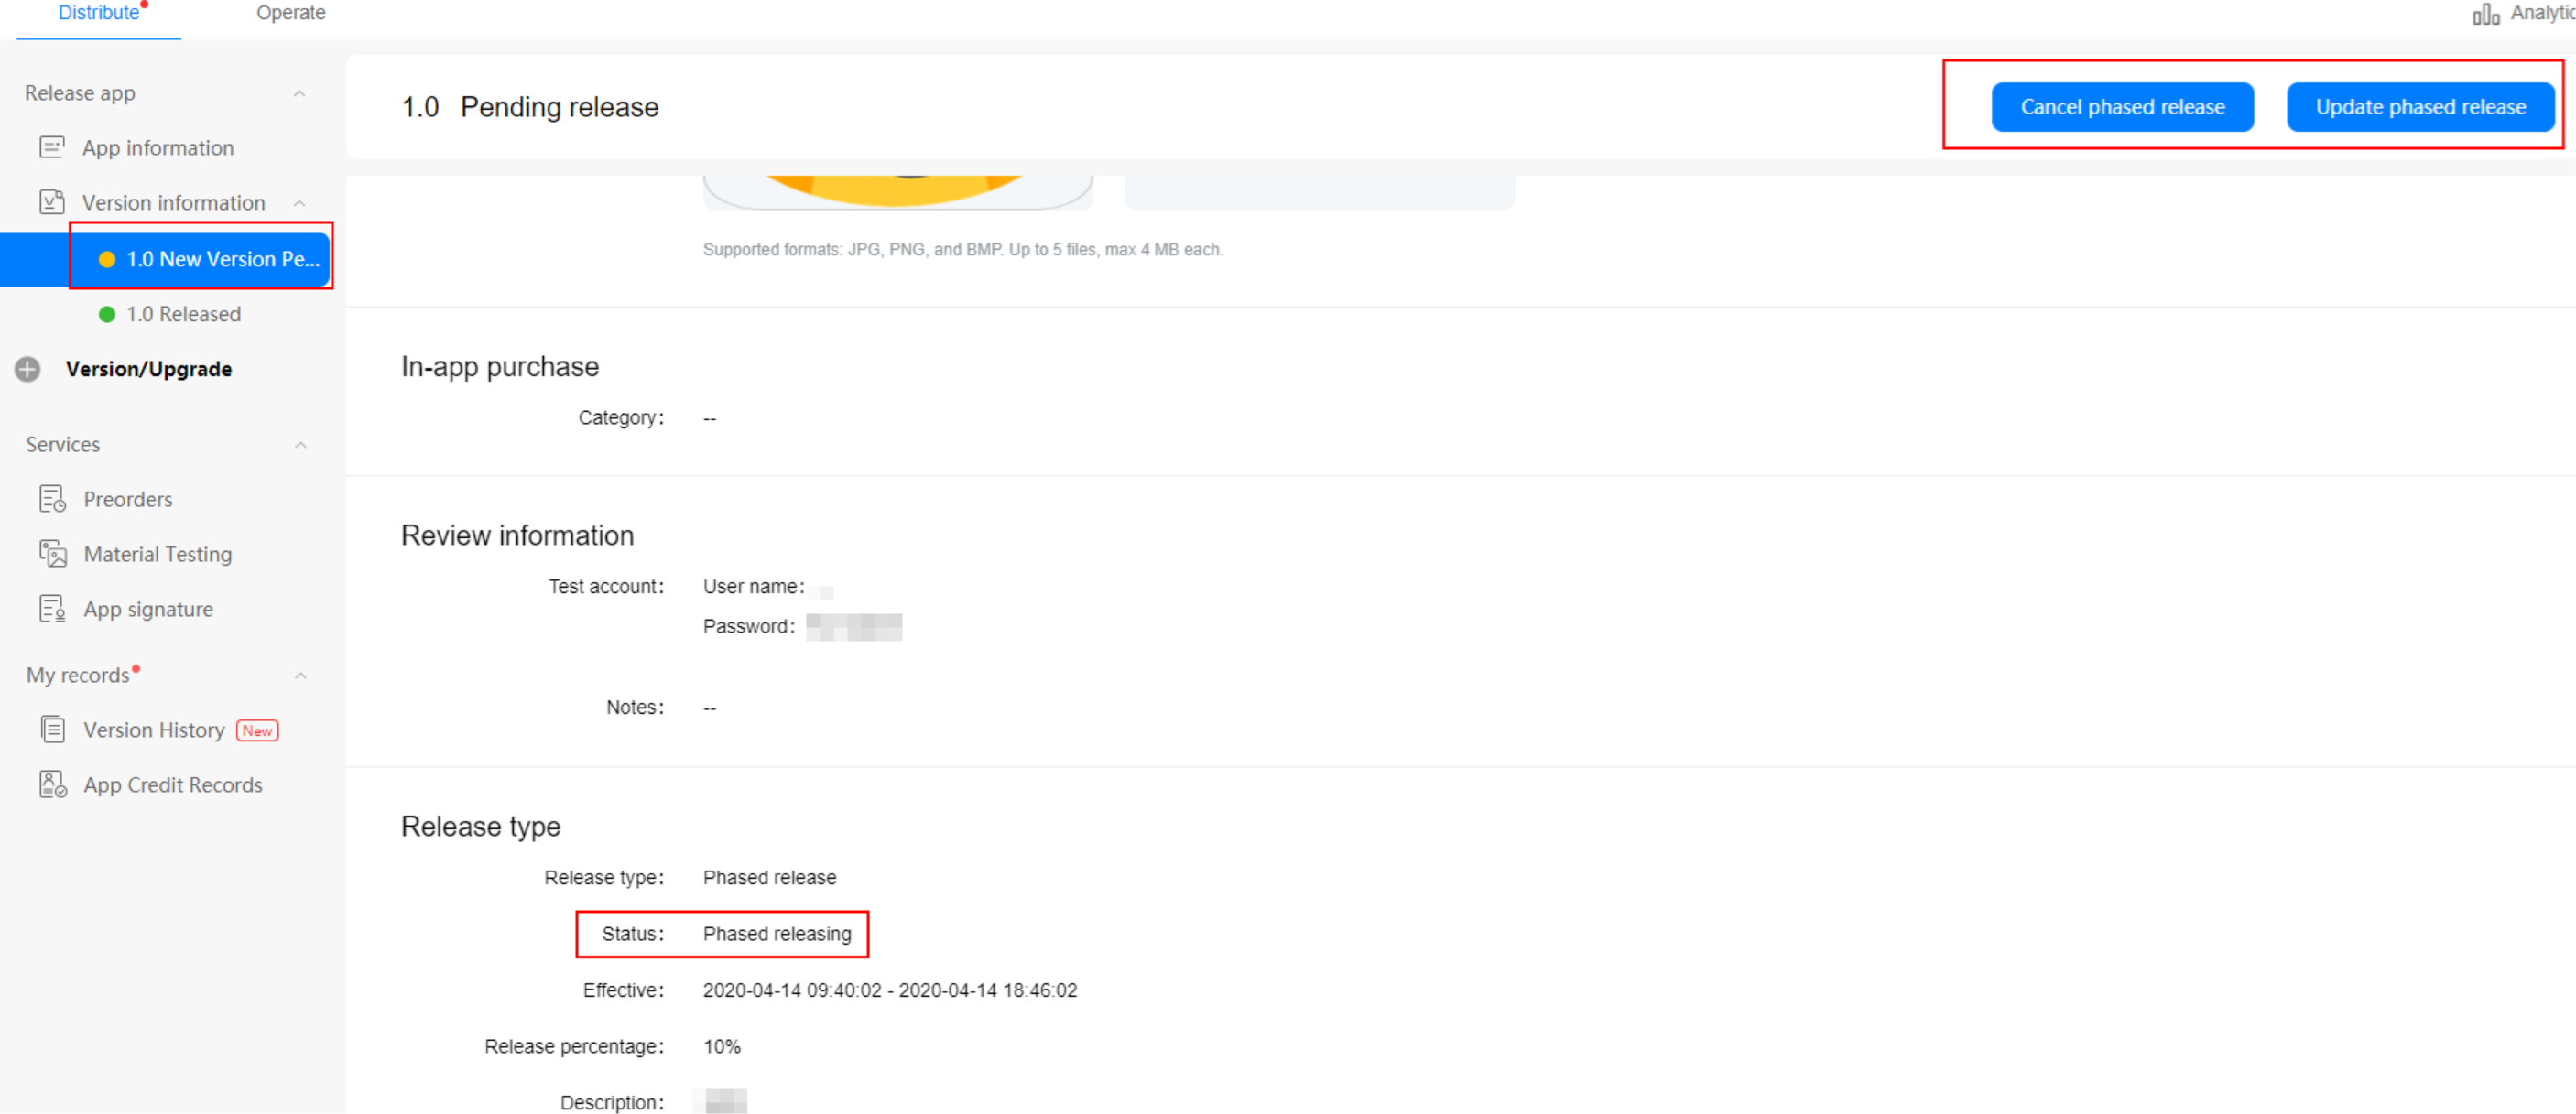 Distribute
Operate
Release app
App information
Version information
1.0 New Version Pe...
1.0 Released
Version/Upgrade
Services
Preorders
Material Testing
App signature
My records
Version History New
App Credit Records
1.0 Pending release
Cancel phased release
Update phased release
Supported formats: JPG, PNG, and BMP. Up to 5 files, max 4 MB each.
In-app purchase
Category: --
Review information
Test account: User name:
Password:
Notes: --
Release type
Release type: Phased release
Status: Phased releasing
Effective: 2020-04-14 09:40:02 - 2020-04-14 18:46:02
Release percentage: 10%
Description: